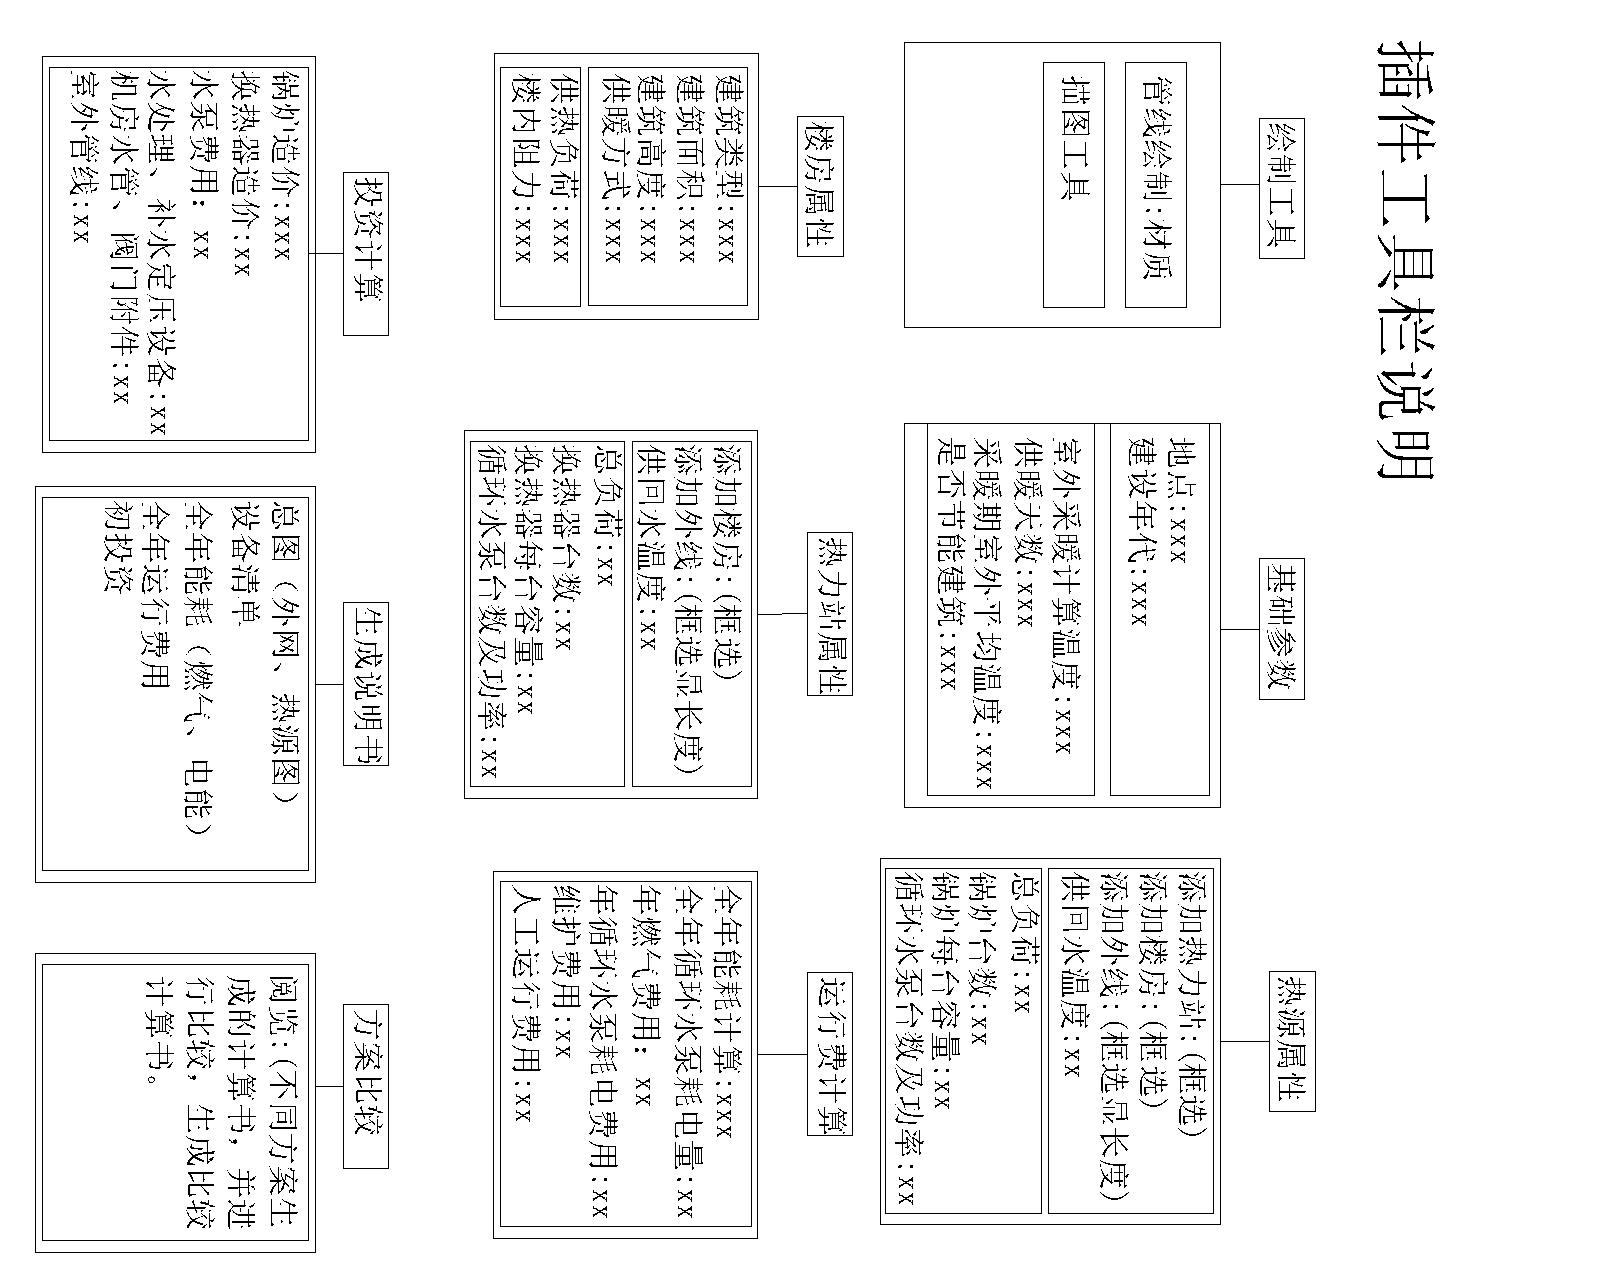 插件工具栏说明
绘制工具
管线绘制:材质
描图工具
基础参数
地点:xxx
建设年代:xxx
室外采暖计算温度:xxx
供暖天数:xxx
采暖期室外平均温度:xxx
是否节能建筑:xxx
热源属性
添加热力站:(框选)
添加楼房:(框选)
添加外线:(框选显长度)
供回水温度:xx
总负荷:xx
锅炉台数:xx
锅炉每台容量:xx
循环水泵台数及功率:xx
楼房属性
建筑类型:xxx
建筑面积:xxx
建筑高度:xxx
供暖方式:xxx
供热负荷:xxx
楼内阻力:xxx
热力站属性
添加楼房:(框选)
添加外线:(框选显长度)
供回水温度:xx
总负荷:xx
换热器台数:xx
换热器每台容量:xx
循环水泵台数及功率:xx
运行费计算
全年能耗计算:xxx
全年循环水泵耗电量:xx
年燃气费用：xx
年循环水泵耗电费用:xx
维护费用:xx
人工运行费用:xx
投资计算
锅炉造价:xxx
换热器造价:xx
水泵费用：xx
水处理、补水定压设备:xx
机房水管、阀门附件:xx
室外管线:xx
生成说明书
总图（外网、热源图）
设备清单
全年能耗（燃气、电能）
全年运行费用
初投资
方案比较
阅览:(不同方案生
成的计算书，并进
行比较，生成比较
计算书。